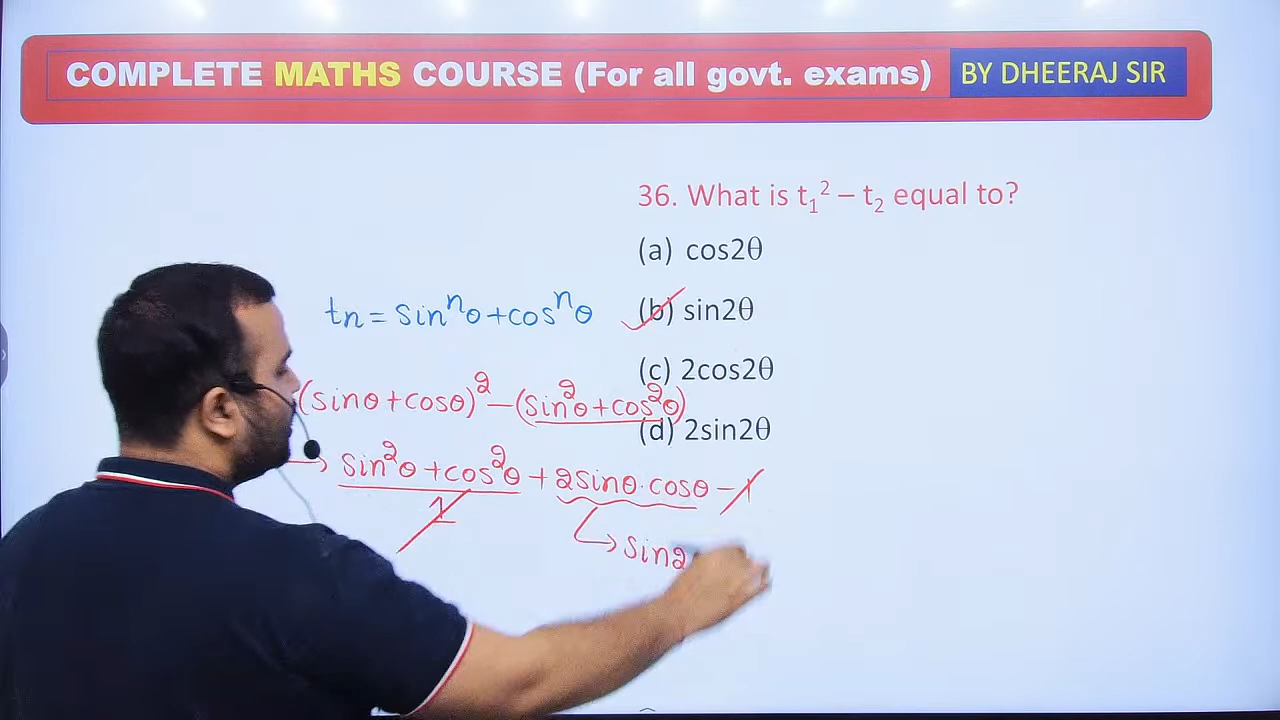 COMPLETE MATHS COURSE (For all govt. exams) BY DHEERAJ SIR
36. What is t₁² – t₂ equal to?
(a) cos2θ
(b) sin2θ
(c) 2cos2θ
(d) 2sin2θ
tn = sinⁿθ + cosⁿθ
(sinθ + cosθ)² – (sin²θ + cos²θ)
→ sin²θ + cos²θ + 2sinθ·cosθ – 1
1
→ sin2